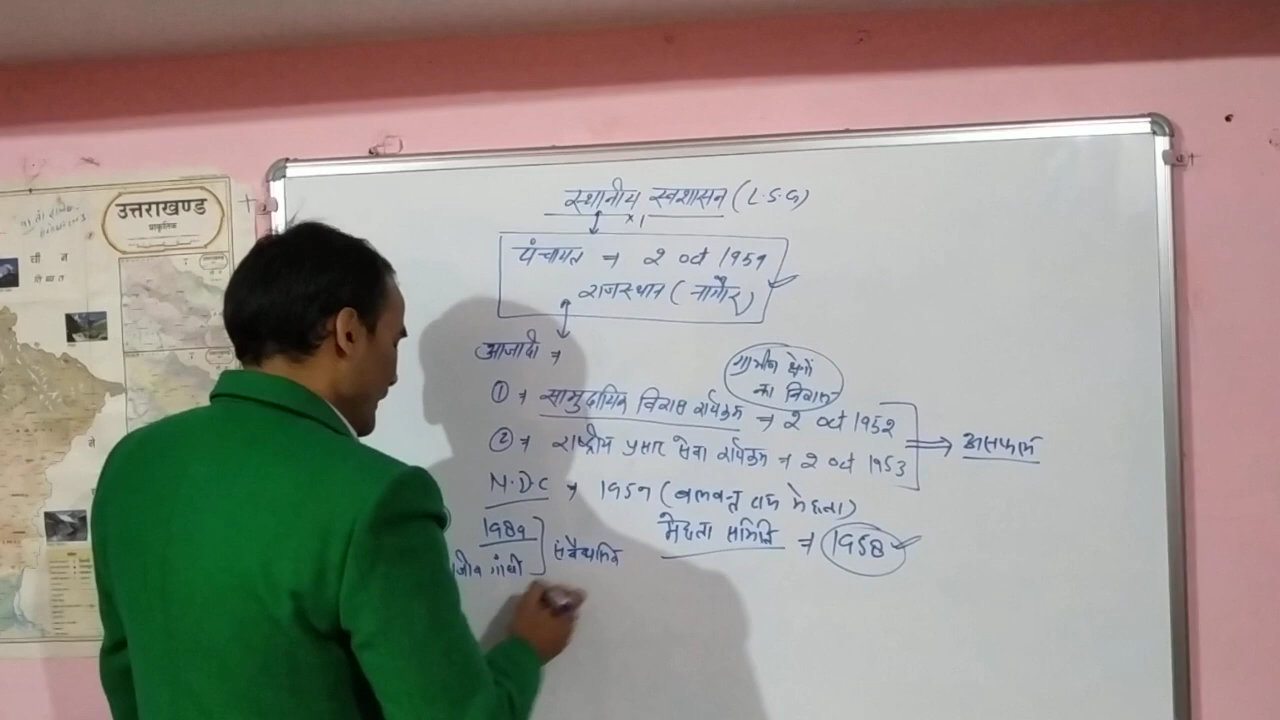 उत्तराखण्ड
प्राकृतिक
ची न
ति ब्ब त
ने
स्थानीय स्वशासन (L.S.G)
पंचायत → 2 Oct 1959
राजस्थान (नागौर)
आजादी →
ग्रामीण क्षेत्रों
का विकास
① → सामुदायिक विकास कार्यक्रम → 2 Oct 1952
② → राष्ट्रीय प्रसार सेवा कार्यक्रम → 2 Oct 1953
असफल
N.D.C → 1957 (बलवन्त राय मेहता)
मेहता समिति → 1958
1989
जीव गांधी
संवैधानिक